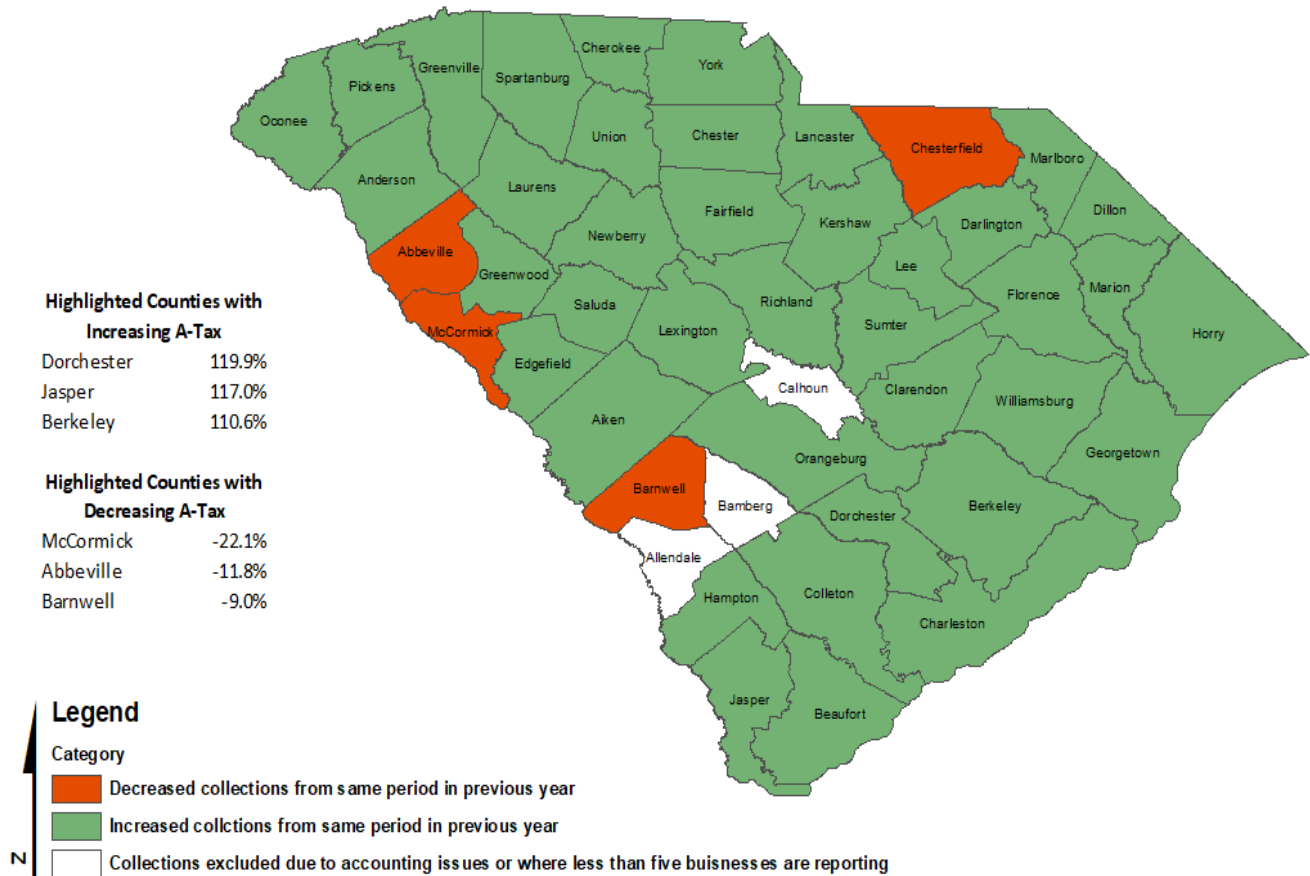 Cherokee
York
Greenville
Spartanburg
Pickens
Oconee
Union
Chester
Lancaster
Chesterfield
Marlboro
Anderson
Laurens
Fairfield
Kershaw
Darlington
Dillon
Abbeville
Newberry
Greenwood
Lee
Saluda
Richland
Florence
Marion
McCormick
Lexington
Sumter
Horry
Edgefield
Calhoun
Clarendon
Williamsburg
Aiken
Georgetown
Orangeburg
Barnwell
Bamberg
Dorchester
Berkeley
Allendale
Hampton
Colleton
Charleston
Jasper
Beaufort
Highlighted Counties with
Increasing A-Tax
Dorchester 119.9%
Jasper 117.0%
Berkeley 110.6%
Highlighted Counties with
Decreasing A-Tax
McCormick -22.1%
Abbeville -11.8%
Barnwell -9.0%
Legend
Category
Decreased collections from same period in previous year
Increased collctions from same period in previous year
Collections excluded due to accounting issues or where less than five buisnesses are reporting
N